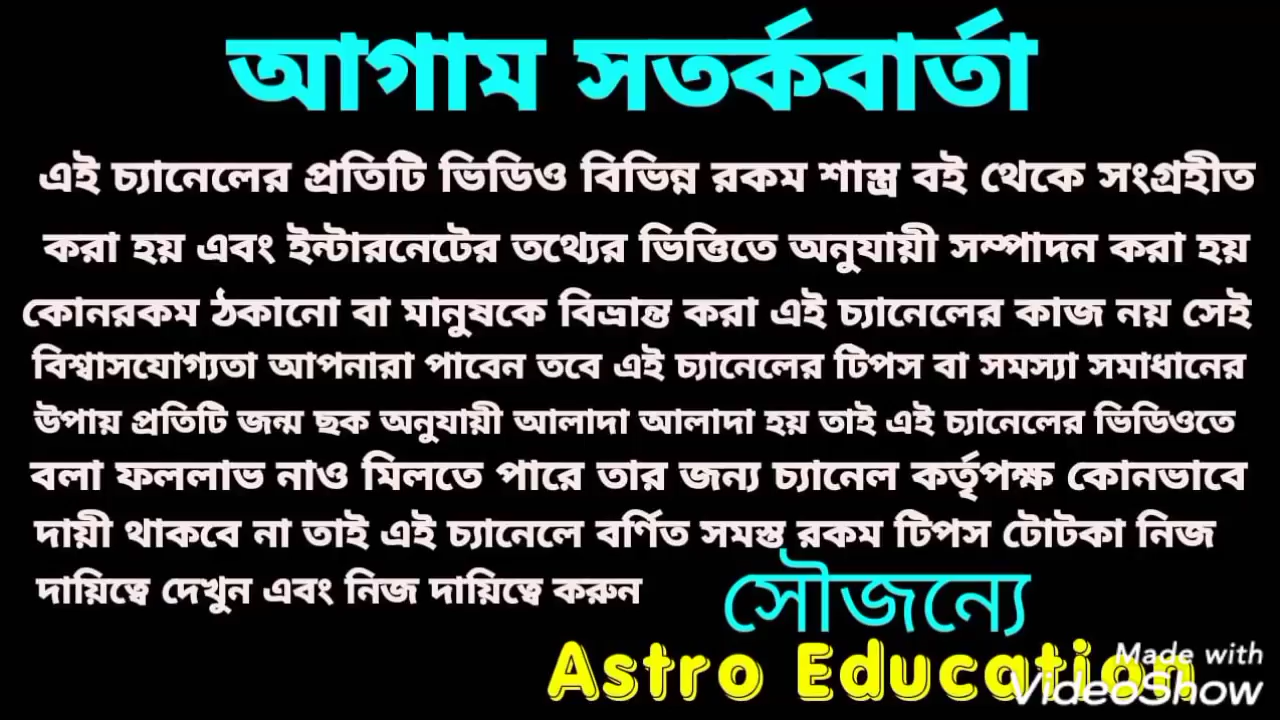 আগাম সতর্কবার্তা
এই চ্যানেলের প্রতিটি ভিডিও বিভিন্ন রকম শাস্ত্র বই থেকে সংগ্রহীত
করা হয় এবং ইন্টারনেটের তথ্যের ভিত্তিতে অনুযায়ী সম্পাদন করা হয়
কোনরকম ঠকানো বা মানুষকে বিভ্রান্ত করা এই চ্যানেলের কাজ নয় সেই
বিশ্বাসযোগ্যতা আপনারা পাবেন তবে এই চ্যানেলের টিপস বা সমস্যা সমাধানের
উপায় প্রতিটি জন্ম ছক অনুযায়ী আলাদা আলাদা হয় তাই এই চ্যানেলের ভিডিওতে
বলা ফললাভ নাও মিলতে পারে তার জন্য চ্যানেল কর্তৃপক্ষ কোনভাবে
দায়ী থাকবে না তাই এই চ্যানেলে বর্ণিত সমস্ত রকম টিপস টোটকা নিজ
দায়িত্বে দেখুন এবং নিজ দায়িত্বে করুন
সৌজন্যে
Astro Education
Made with
VideoShow